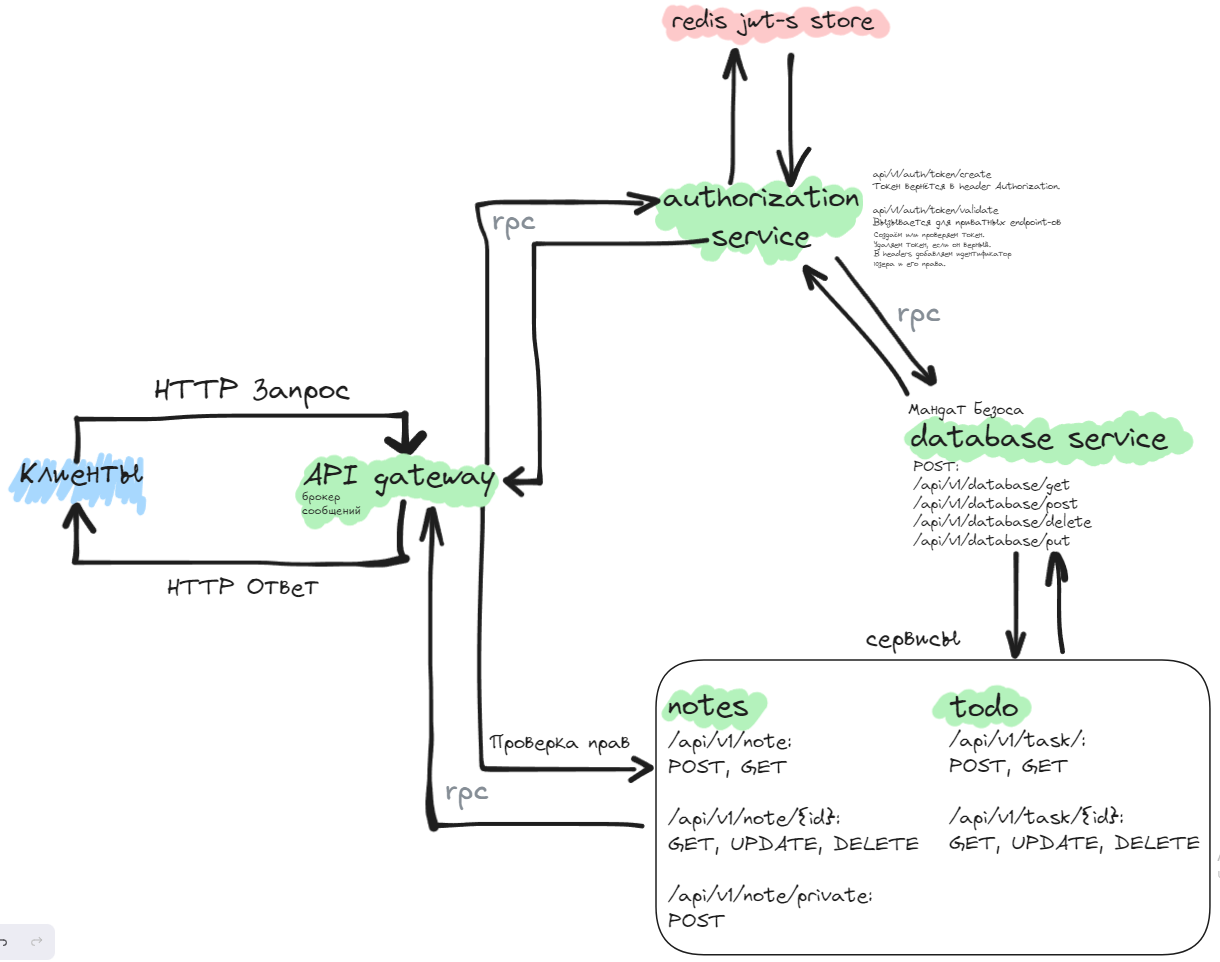 redis jwt-s store
authorization
service
api/v1/auth/token/create
Токен вернётся в header Authorization.
api/v1/auth/token/validate
Вызывается для приватных endpoint-ов
Создаём или проверяем токен.
Удаляем токен, если он верный.
В headers добавляем идентификатор
юзера и его права.
rpc
rpc
HTTP Запрос
Клиенты
API gateway
брокер
сообщений
HTTP Ответ
Мандат Безоса
database service
POST:
/api/v1/database/get
/api/v1/database/post
/api/v1/database/delete
/api/v1/database/put
сервисы
Проверка прав
rpc
notes
/api/v1/note:
POST, GET
/api/v1/note/{id}:
GET, UPDATE, DELETE
/api/v1/note/private:
POST
todo
/api/v1/task/:
POST, GET
/api/v1/task/{id}:
GET, UPDATE, DELETE